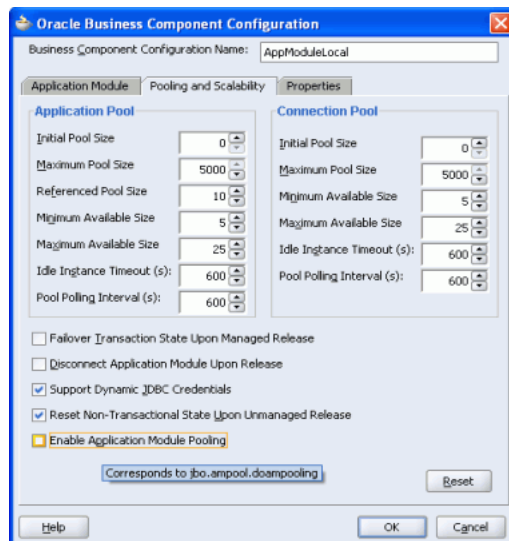 Oracle Business Component Configuration
Business Component Configuration Name: AppModuleLocal
Application Module Pooling and Scalability Properties
Application Pool
Initial Pool Size 0
Maximum Pool Size 5000
Referenced Pool Size 10
Minimum Available Size 5
Maximum Available Size 25
Idle Instance Timeout (s): 600
Pool Polling Interval (s): 600
Connection Pool
Initial Pool Size 0
Maximum Pool Size 5000
Minimum Available Size 5
Maximum Available Size 25
Idle Instance Timeout (s): 600
Pool Polling Interval (s): 600
Failover Transaction State Upon Managed Release
Disconnect Application Module Upon Release
Support Dynamic JDBC Credentials
Reset Non-Transactional State Upon Unmanaged Release
Enable Application Module Pooling
Corresponds to jbo.ampool.doampooling
Reset
Help OK Cancel